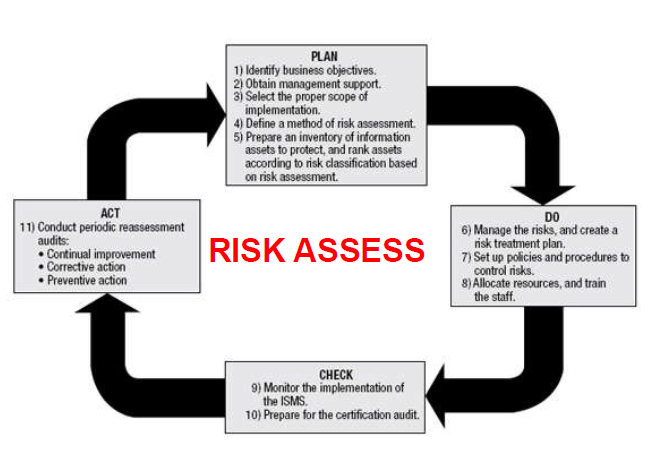 PLAN
1) Identify business objectives.
2) Obtain management support.
3) Select the proper scope of
implementation.
4) Define a method of risk assessment.
5) Prepare an inventory of information
assets to protect, and rank assets
according to risk classification based
on risk assessment.
DO
6) Manage the risks, and create a
risk treatment plan.
7) Set up policies and procedures to
control risks.
8) Allocate resources, and train
the staff.
CHECK
9) Monitor the implementation of
the ISMS.
10) Prepare for the certification audit.
ACT
11) Conduct periodic reassessment
audits:
• Continual improvement
• Corrective action
• Preventive action
RISK ASSESS